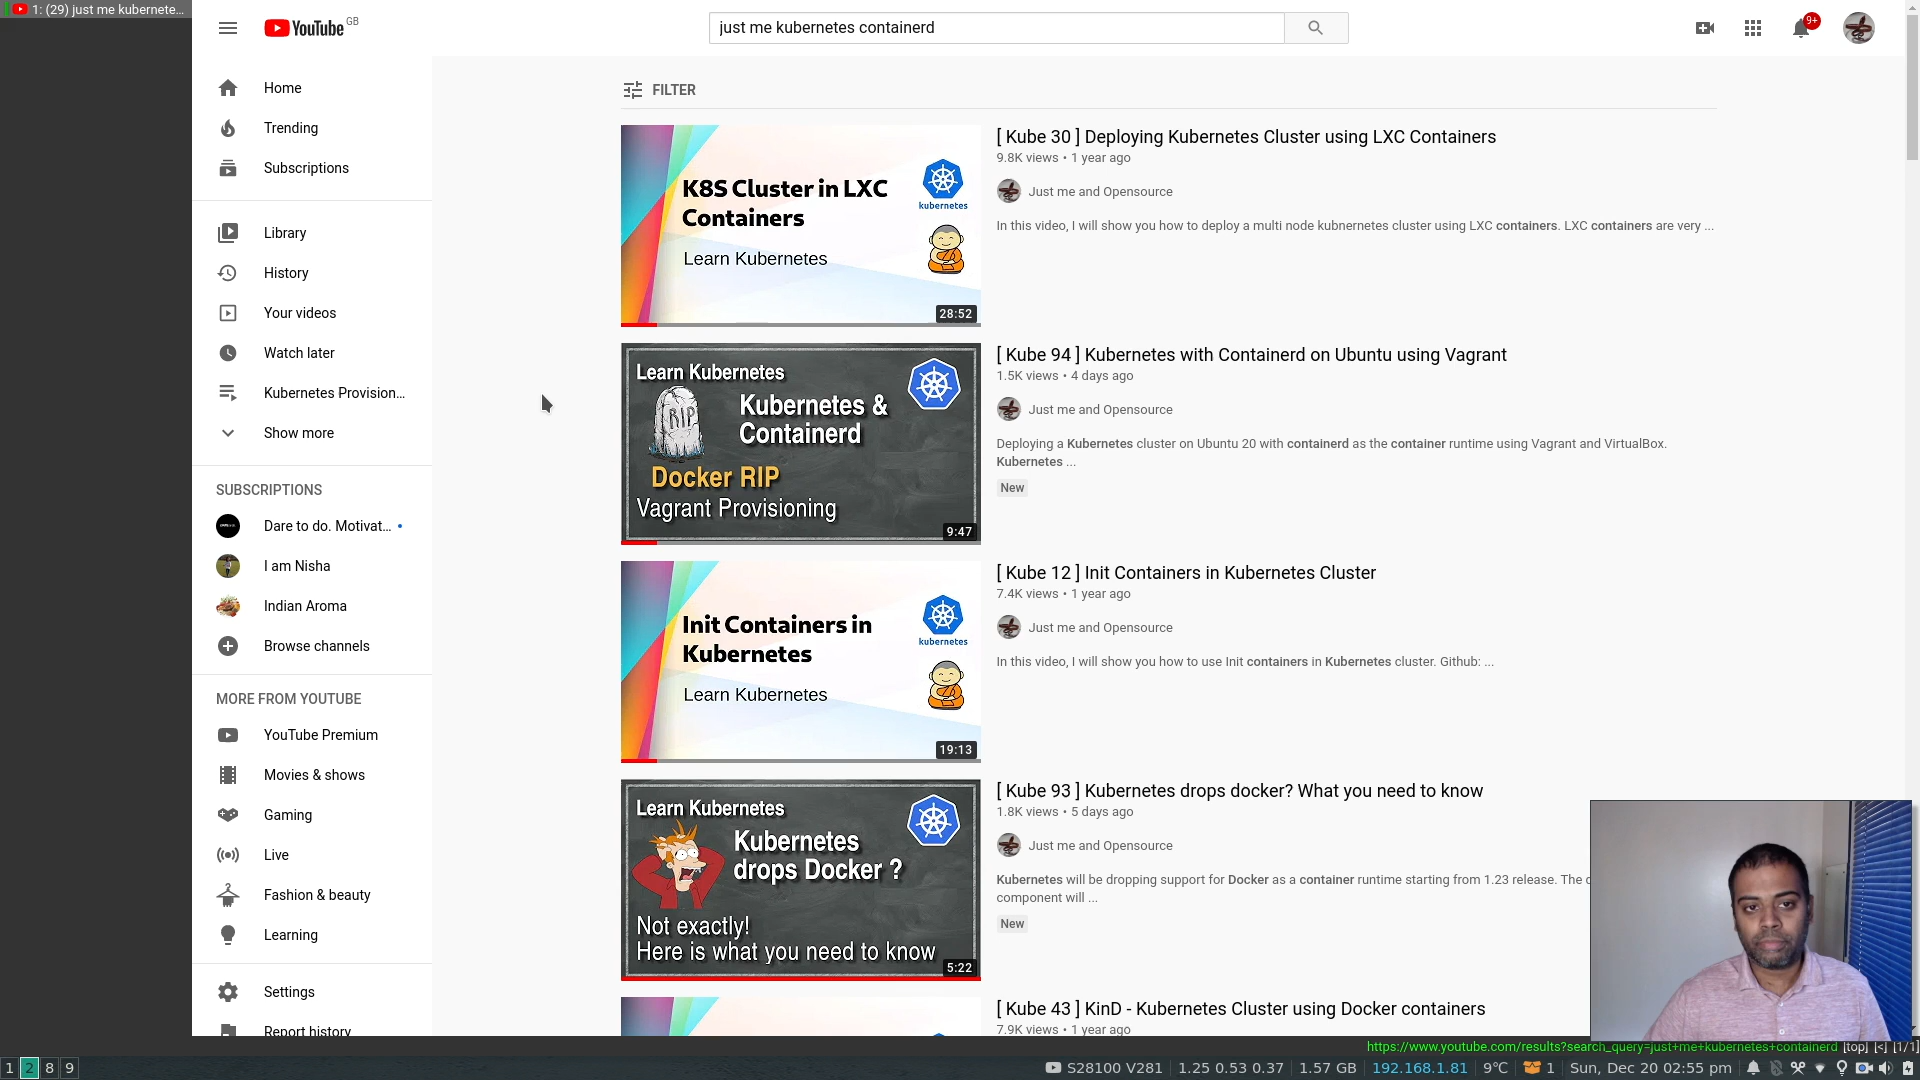 1: (29) just me kubernete...
YouTube GB
just me kubernetes containerd
9+
Home
Trending
Subscriptions
Library
History
Your videos
Watch later
Kubernetes Provision...
Show more
SUBSCRIPTIONS
Dare to do. Motivat...
I am Nisha
Indian Aroma
Browse channels
MORE FROM YOUTUBE
YouTube Premium
Movies & shows
Gaming
Live
Fashion & beauty
Learning
Settings
Report history
FILTER
K8S Cluster in LXC
Containers
Learn Kubernetes
kubernetes
28:52
[ Kube 30 ] Deploying Kubernetes Cluster using LXC Containers
9.8K views • 1 year ago
Just me and Opensource
In this video, I will show you how to deploy a multi node kubnernetes cluster using LXC containers. LXC containers are very ...
Learn Kubernetes
RIP
Kubernetes &
Containerd
Docker RIP
Vagrant Provisioning
9:47
[ Kube 94 ] Kubernetes with Containerd on Ubuntu using Vagrant
1.5K views • 4 days ago
Just me and Opensource
Deploying a Kubernetes cluster on Ubuntu 20 with containerd as the container runtime using Vagrant and VirtualBox.
Kubernetes ...
New
Init Containers in
Kubernetes
Learn Kubernetes
kubernetes
19:13
[ Kube 12 ] Init Containers in Kubernetes Cluster
7.4K views • 1 year ago
Just me and Opensource
In this video, I will show you how to use Init containers in Kubernetes cluster. Github: ...
Learn Kubernetes
Kubernetes
drops Docker ?
Not exactly!
Here is what you need to know
5:22
[ Kube 93 ] Kubernetes drops docker? What you need to know
1.8K views • 5 days ago
Just me and Opensource
Kubernetes will be dropping support for Docker as a container runtime starting from 1.23 release. The
component will ...
New
[ Kube 43 ] KinD - Kubernetes Cluster using Docker containers
7.9K views • 1 year ago
https://www.youtube.com/results?search_query=just+me+kubernetes+containerd [top] [<] [1/1]
1 2 8 9
S28100 V281 1.25 0.53 0.37 1.57 GB 192.168.1.81 9°C 1 Sun, Dec 20 02:55 pm